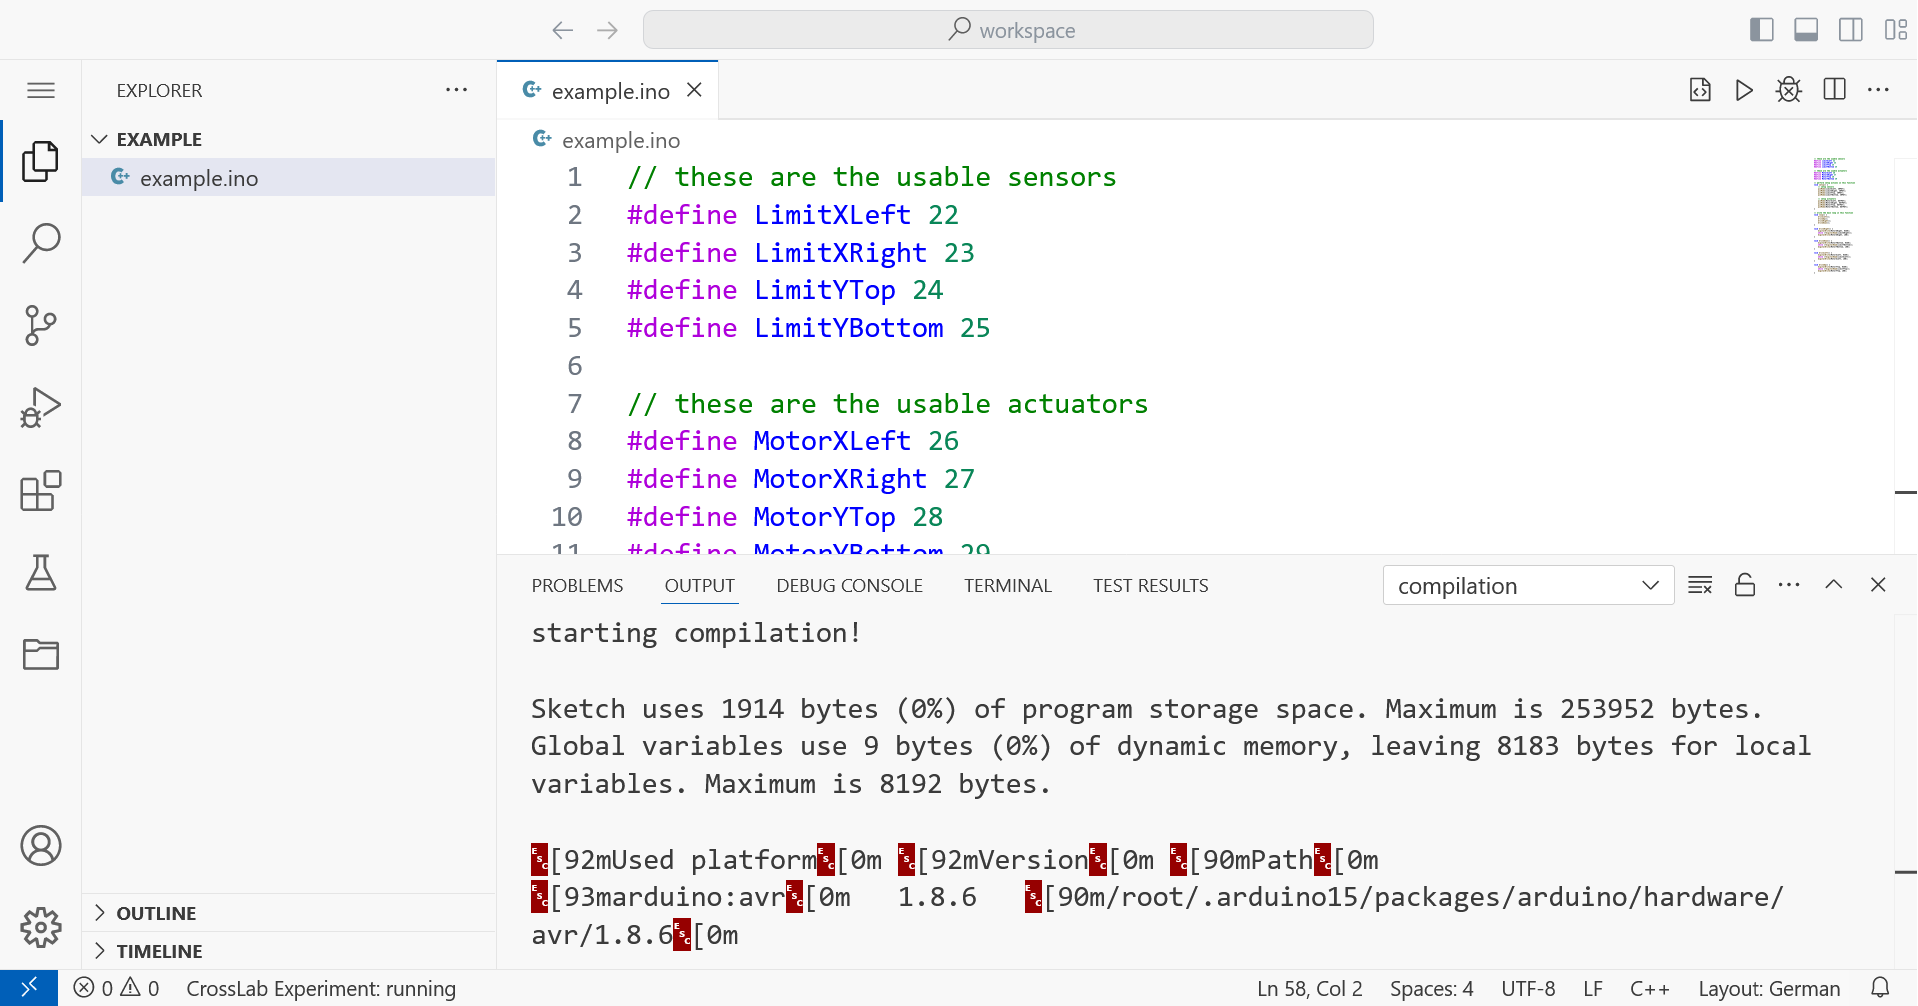 workspace
EXPLORER
EXAMPLE
example.ino
example.ino
example.ino
1 // these are the usable sensors
2 #define LimitXLeft 22
3 #define LimitXRight 23
4 #define LimitYTop 24
5 #define LimitYBottom 25
6
7 // these are the usable actuators
8 #define MotorXLeft 26
9 #define MotorXRight 27
10 #define MotorYTop 28
11 #define MotorYBottom 29
PROBLEMS OUTPUT DEBUG CONSOLE TERMINAL TEST RESULTS compilation
starting compilation!
Sketch uses 1914 bytes (0%) of program storage space. Maximum is 253952 bytes.
Global variables use 9 bytes (0%) of dynamic memory, leaving 8183 bytes for local
variables. Maximum is 8192 bytes.
ESC[92mUsed platformESC[0m ESC[92mVersionESC[0m ESC[90mPathESC[0m
ESC[93marduino:avrESC[0m 1.8.6 ESC[90m/root/.arduino15/packages/arduino/hardware/
avr/1.8.6ESC[0m
OUTLINE
TIMELINE
0 0 CrossLab Experiment: running Ln 58, Col 2 Spaces: 4 UTF-8 LF C++ Layout: German